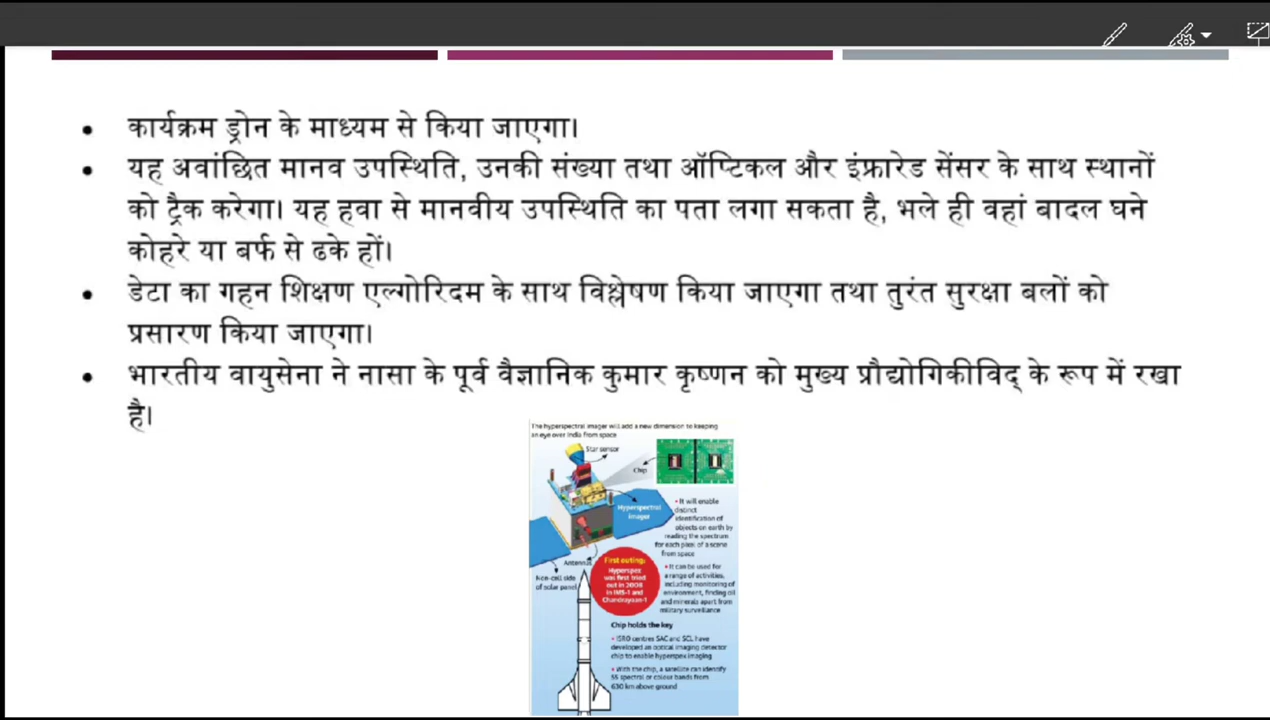 कार्यक्रम ड्रोन के माध्यम से किया जाएगा।
यह अवांछित मानव उपस्थिति, उनकी संख्या तथा ऑप्टिकल और इंफ्रारेड सेंसर के साथ स्थानों
को ट्रैक करेगा। यह हवा से मानवीय उपस्थिति का पता लगा सकता है, भले ही वहां बादल घने
कोहरे या बर्फ से ढके हों।
डेटा का गहन शिक्षण एल्गोरिदम के साथ विश्लेषण किया जाएगा तथा तुरंत सुरक्षा बलों को
प्रसारण किया जाएगा।
भारतीय वायुसेना ने नासा के पूर्व वैज्ञानिक कुमार कृष्णन को मुख्य प्रौद्योगिकीविद् के रूप में रखा
है।
The hyperspectral imager will add a new dimension to keeping
an eye over India from space
Star sensor
Chip
Hyperspectral
imager
Antennas
Non-cell side
of solar panel
• It will enable
distinct
identification of
objects on earth by
reading the spectrum
for each pixel of a scene
from space
• It can be used for
a range of activities,
including monitoring of
environment, finding oil
and minerals apart from
military surveillance
First outing:
Hyperspex
was first tried
out in 2008
in IMS-1 and
Chandrayaan-1
Chip holds the key
• ISRO centres SAC and SCL have
developed an optical imaging detector
chip to enable hyperspex imaging
• With the chip, a satellite can identify
55 spectral or colour bands from
630 km above ground